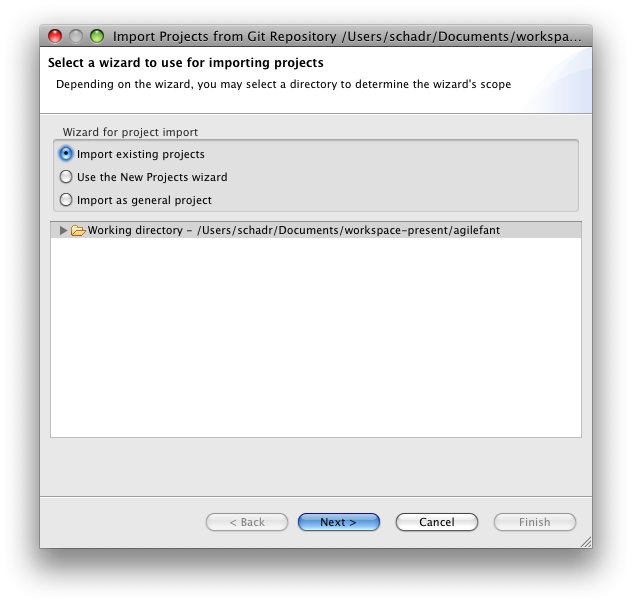 Import Projects from Git Repository /Users/schadr/Documents/workspa...
Select a wizard to use for importing projects
Depending on the wizard, you may select a directory to determine the wizard's scope
Wizard for project import
Import existing projects
Use the New Projects wizard
Import as general project
Working directory - /Users/schadr/Documents/workspace-present/agilefant
< Back
Next >
Cancel
Finish